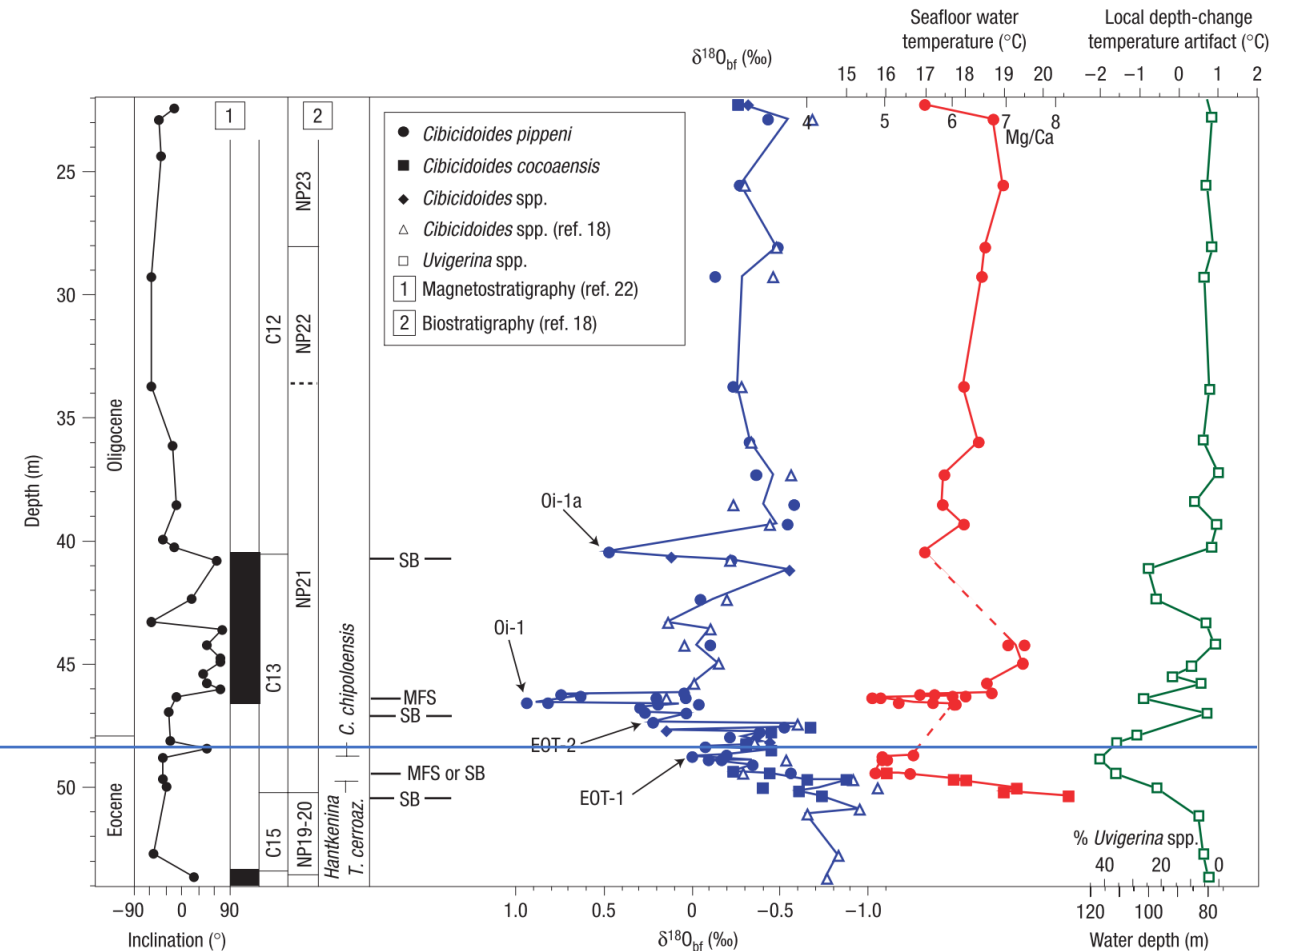 Seafloor water
temperature (°C)
Local depth-change
temperature artifact (°C)
δ18Obf (‰)
15 16 17 18 19 20
−2 −1 0 1 2
4 5 6 7 8
Mg/Ca
1
2
Cibicidoides pippeni
Cibicidoides cocoaensis
Cibicidoides spp.
Cibicidoides spp. (ref. 18)
Uvigerina spp.
1 Magnetostratigraphy (ref. 22)
2 Biostratigraphy (ref. 18)
Depth (m)
25
30
35
40
45
50
Oligocene
Eocene
C12
C13
C15
NP23
NP22
NP21
NP19-20
C. chipoloensis
Hantkenina
T. cerroaz.
SB
MFS
SB
MFS or SB
SB
Oi-1a
Oi-1
EOT-2
EOT-1
% Uvigerina spp.
40 20 0
−90 0 90
Inclination (°)
1.0 0.5 0 −0.5 −1.0
δ18Obf (‰)
120 100 80
Water depth (m)